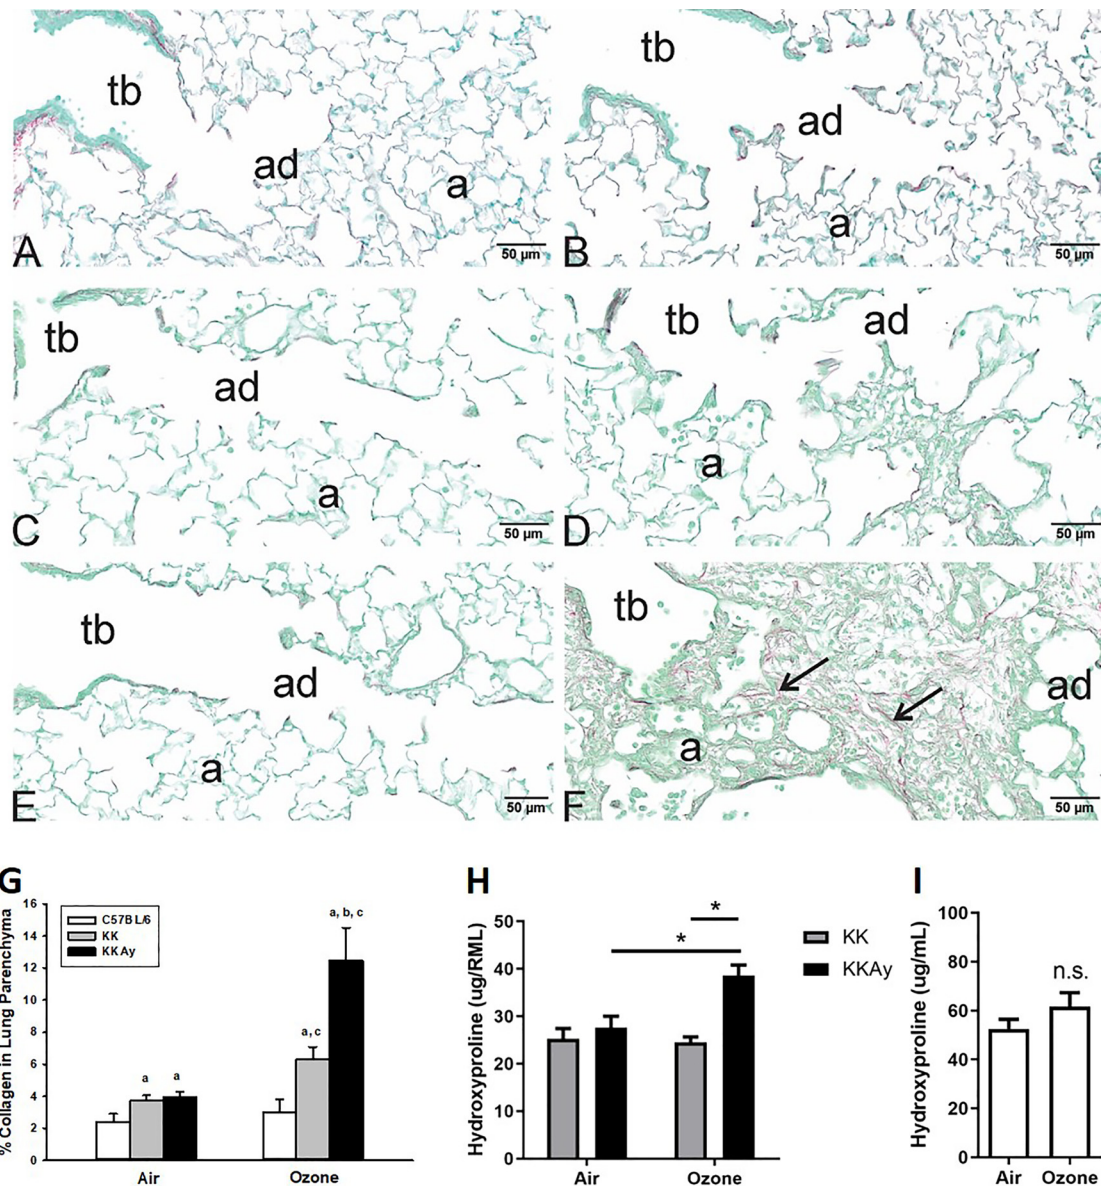 tb
ad
a
A
50 µm
tb
ad
a
B
50 µm
tb
ad
a
C
50 µm
tb
ad
a
D
50 µm
tb
ad
a
E
50 µm
tb
ad
a
F
50 µm
G
% Collagen in Lung Parenchyma
16
14
12
10
8
6
4
2
0
C57BL/6
KK
KKAy
a
a
a, c
a, b, c
Air
Ozone
H
Hydroxyproline (ug/RML)
50
40
30
20
10
0
*
*
KK
KKAy
Air
Ozone
I
Hydroxyproline (ug/mL)
100
80
60
40
20
0
n.s.
Air
Ozone